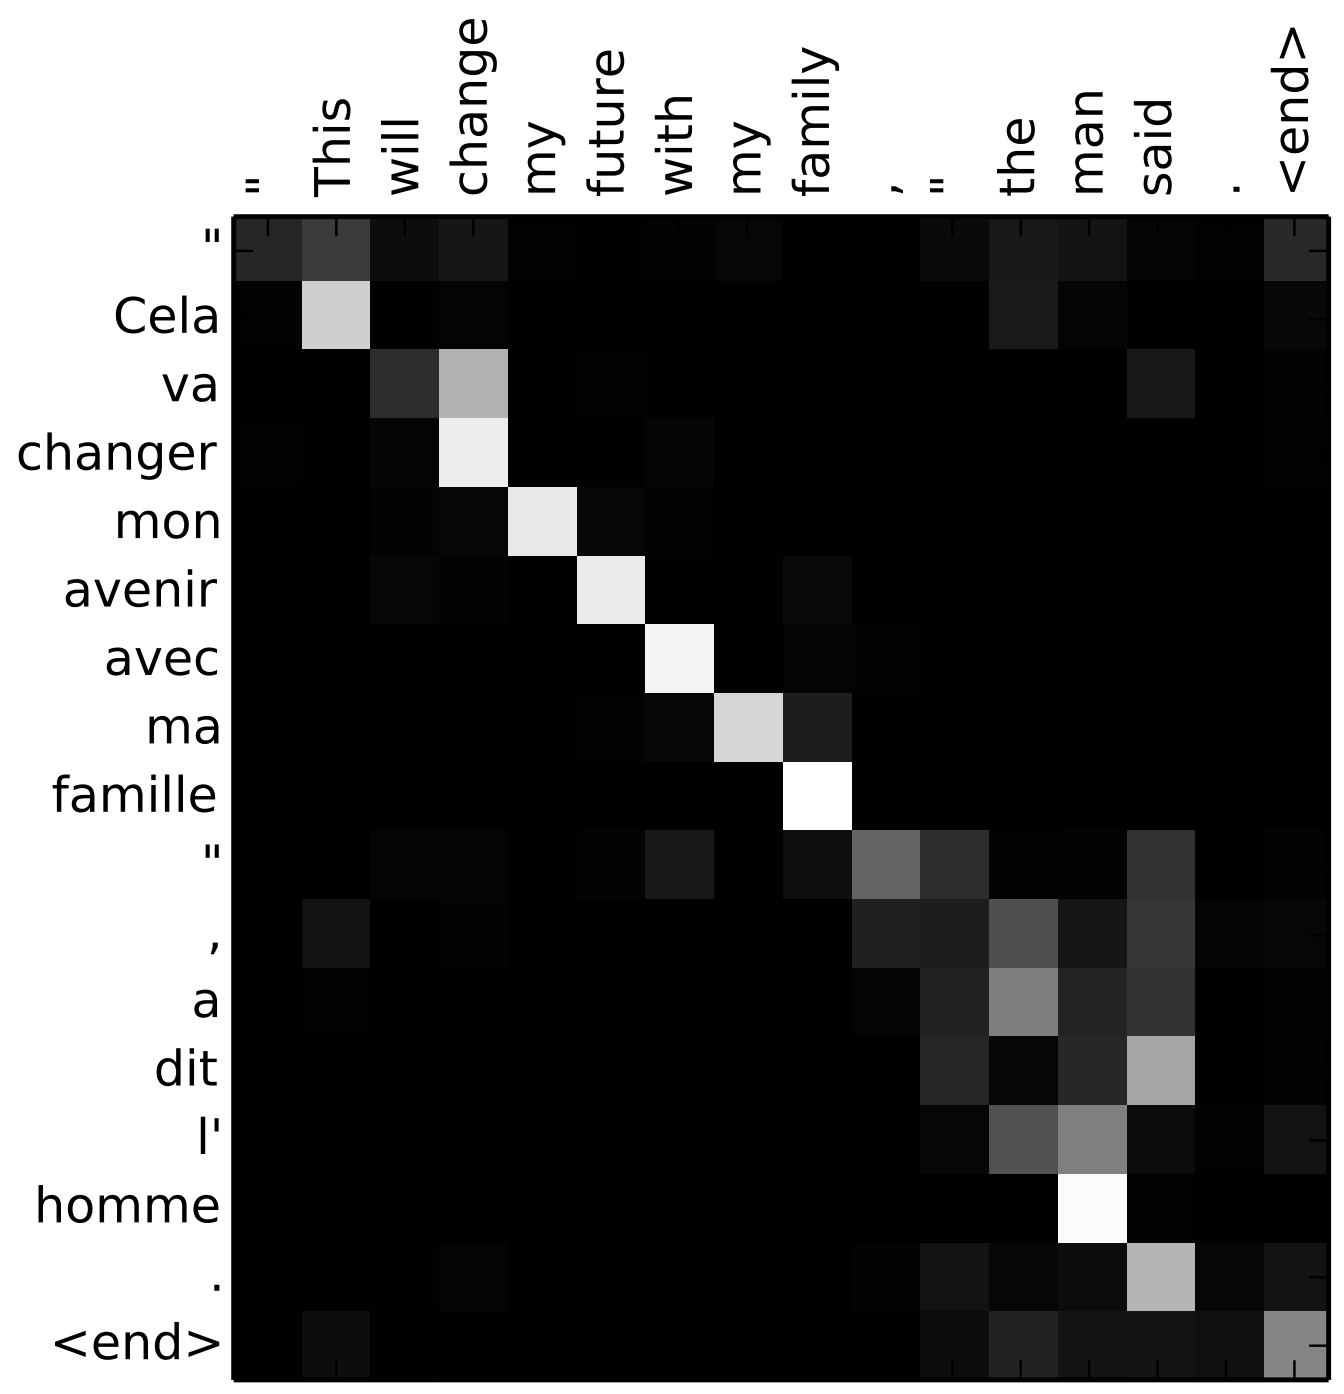 " This will change my future with my family , " the man said . <end>
"
Cela
va
changer
mon
avenir
avec
ma
famille
"
,
a
dit
l'
homme
.
<end>